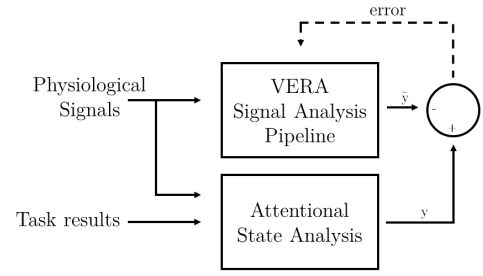 error
Physiological
Signals
VERA
Signal Analysis
Pipeline
ỹ
-
+
Task results
Attentional
State Analysis
y